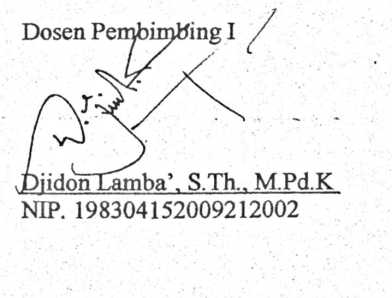 Dosen Pembimbing I
Djidon Lamba', S.Th., M.Pd.K
NIP. 198304152009212002